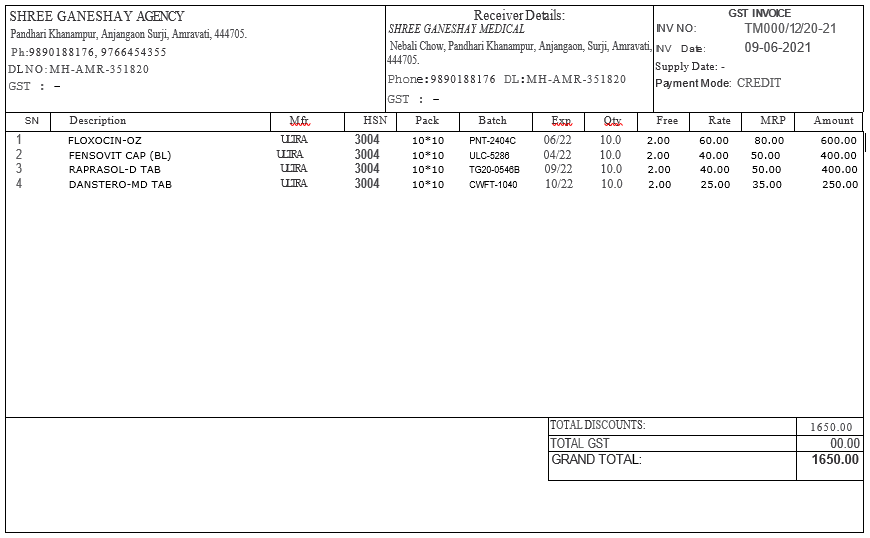 SHREE GANESHAY AGENCY
Pandhari Khanampur, Anjangaon Surji, Amravati, 444705.
Ph:9890188176, 9766454355
DLNO:MH-AMR-351820
GST : –
Receiver Details:
SHREE GANESHAY MEDICAL
Nebali Chow, Pandhari Khanampur, Anjangaon, Surji, Amravati,
444705.
Phone:9890188176 DL:MH-AMR-351820
GST : –
GST INVOICE
INV NO: TM000/12/20-21
INV Date: 09-06-2021
Supply Date: -
Payment Mode: CREDIT
SN Description Mfr. HSN Pack Batch Exp. Qty. Free Rate MRP Amount
1 FLOXOCIN-OZ ULTRA 3004 10*10 PNT-2404C 06/22 10.0 2.00 60.00 80.00 600.00
2 FENSOVIT CAP (BL) ULTRA 3004 10*10 ULC-5286 04/22 10.0 2.00 40.00 50.00 400.00
3 RAPRASOL-D TAB ULTRA 3004 10*10 TG20-0546B 09/22 10.0 2.00 40.00 50.00 400.00
4 DANSTERO-MD TAB ULTRA 3004 10*10 CWFT-1040 10/22 10.0 2.00 25.00 35.00 250.00
TOTAL DISCOUNTS: 1650.00
TOTAL GST 00.00
GRAND TOTAL: 1650.00